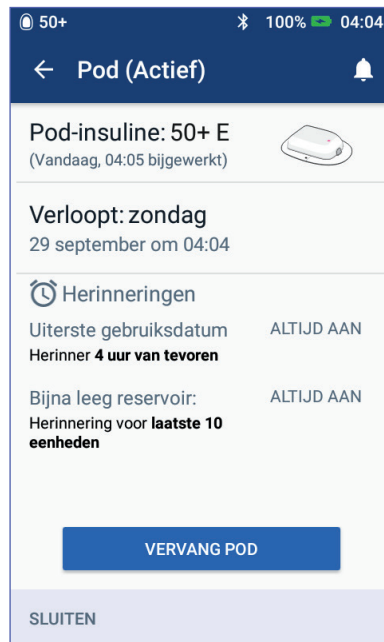 50+ 100% 04:04
Pod (Actief)
Pod-insuline: 50+ E
(Vandaag, 04:05 bijgewerkt)
Verloopt: zondag
29 september om 04:04
Herinneringen
Uiterste gebruiksdatum ALTIJD AAN
Herinner 4 uur van tevoren
Bijna leeg reservoir: ALTIJD AAN
Herinnering voor laatste 10
eenheden
VERVANG POD
SLUITEN